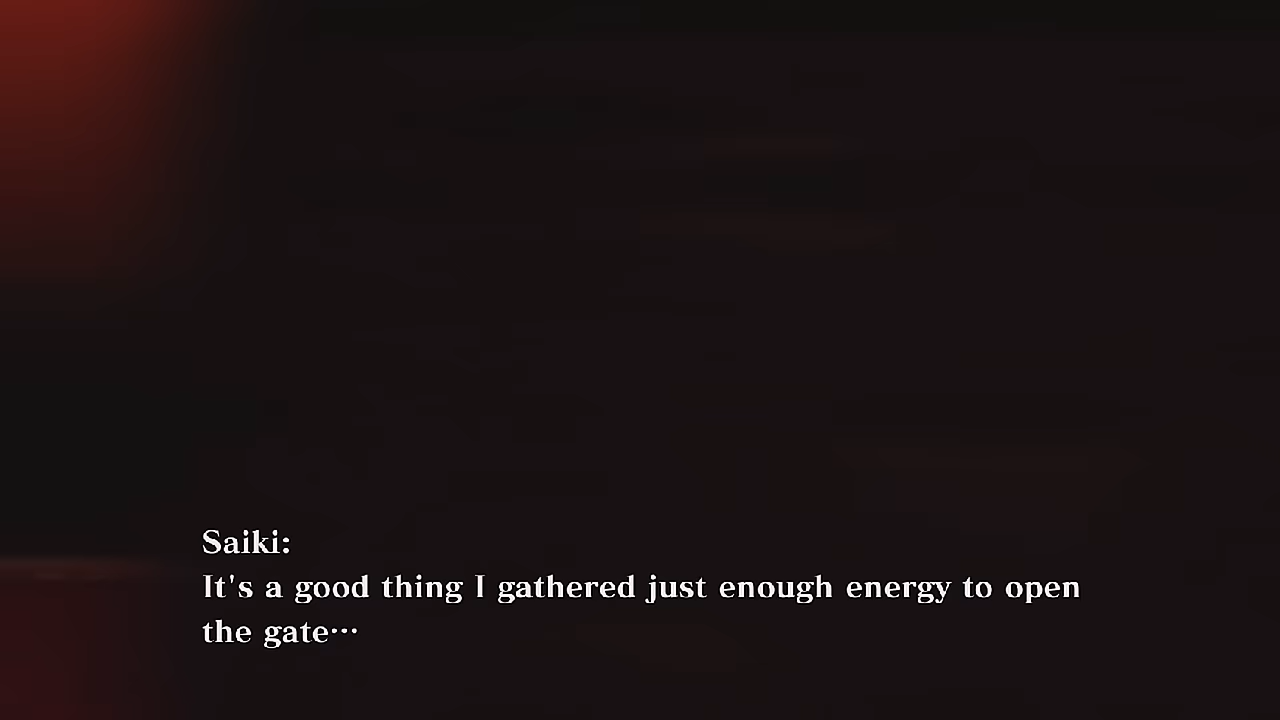 Saiki:
It's a good thing I gathered just enough energy to open
the gate···